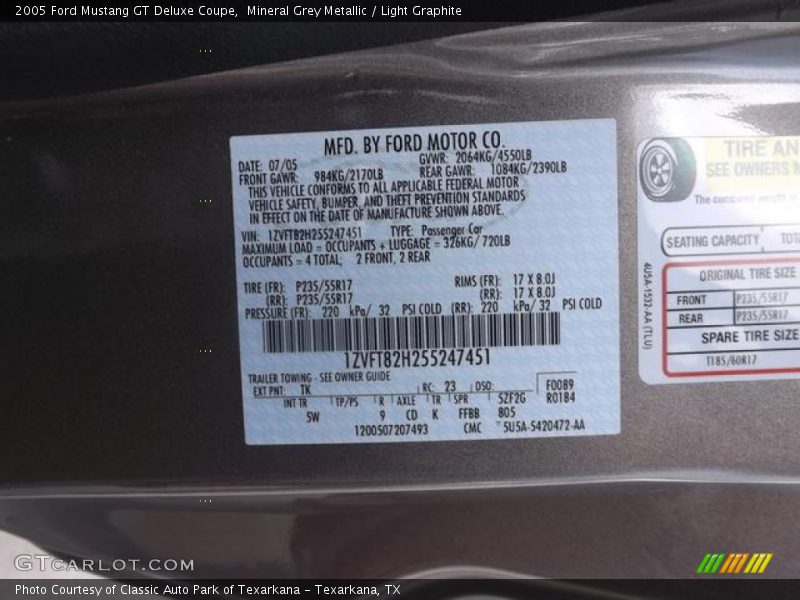 2005 Ford Mustang GT Deluxe Coupe,  Mineral Grey Metallic / Light Graphite
MFD. BY FORD MOTOR CO.
DATE: 07/05
GVWR: 2064KG/4550LB
FRONT GAWR: 984KG/2170LB
REAR GAWR: 1084KG/2390LB
THIS VEHICLE CONFORMS TO ALL APPLICABLE FEDERAL MOTOR
VEHICLE SAFETY, BUMPER, AND THEFT PREVENTION STANDARDS
IN EFFECT ON THE DATE OF MANUFACTURE SHOWN ABOVE.
VIN: 1ZVFT82H255247451 TYPE: Passenger Car
MAXIMUM LOAD = OCCUPANTS + LUGGAGE = 326KG/720LB
OCCUPANTS = 4 TOTAL; 2 FRONT, 2 REAR
TIRE (FR): P235/55R17 RIMS (FR): 17 X 8.0J
(RR): P235/55R17 (RR): 17 X 8.0J
PRESSURE (FR): 220 kPa/ 32 PSI COLD (RR): 220 kPa/ 32 PSI COLD
1ZVFT82H255247451
TRAILER TOWING - SEE OWNER GUIDE
EXT PNT: TK RC: 23 DSO: F0089
INT TR TP/PS R AXLE TR SPR 5ZF2G R0184
5W 9 CD K FFBB 805
1200507207493 CMC 5U5A-5420472-AA
TIRE AN
SEE OWNERS
The combined weight of
SEATING CAPACITY TOTA
ORIGINAL TIRE SIZE
FRONT P235/55R17
REAR P235/55R17
SPARE TIRE SIZE
T185/60R17
4U5A-1532-AA (TLU)
GTCARLOT.COM
Photo Courtesy of Classic Auto Park of Texarkana - Texarkana, TX